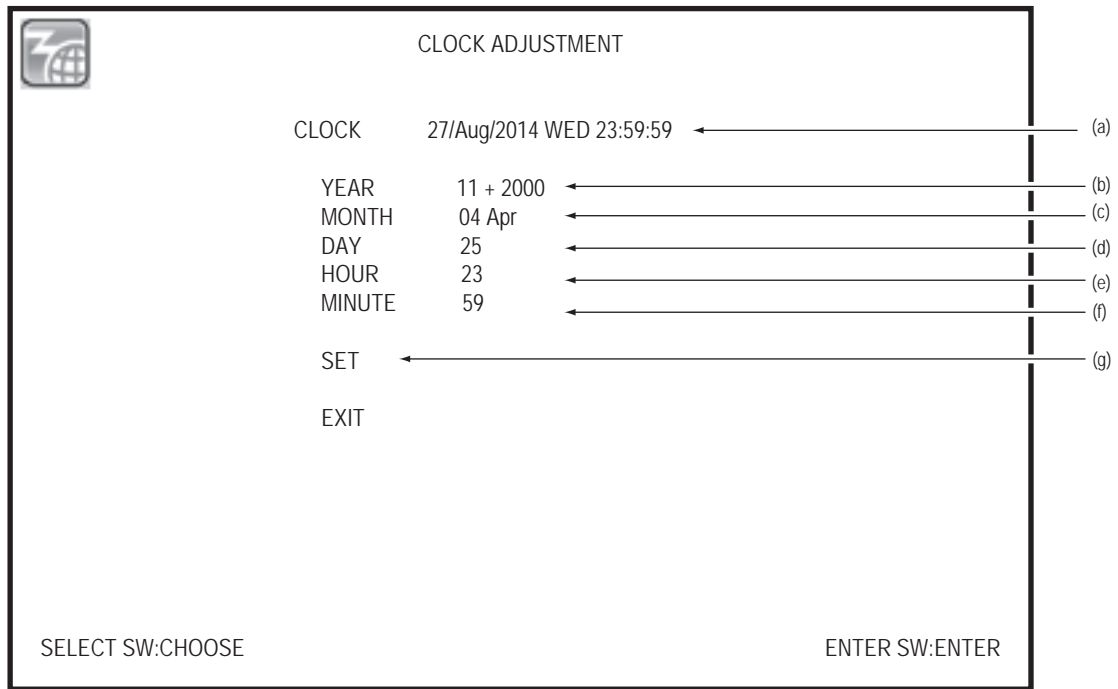 CLOCK ADJUSTMENT
CLOCK 27/Aug/2014 WED 23:59:59 (a)
YEAR 11 + 2000 (b)
MONTH 04 Apr (c)
DAY 25 (d)
HOUR 23 (e)
MINUTE 59 (f)
SET (g)
EXIT
SELECT SW:CHOOSE ENTER SW:ENTER